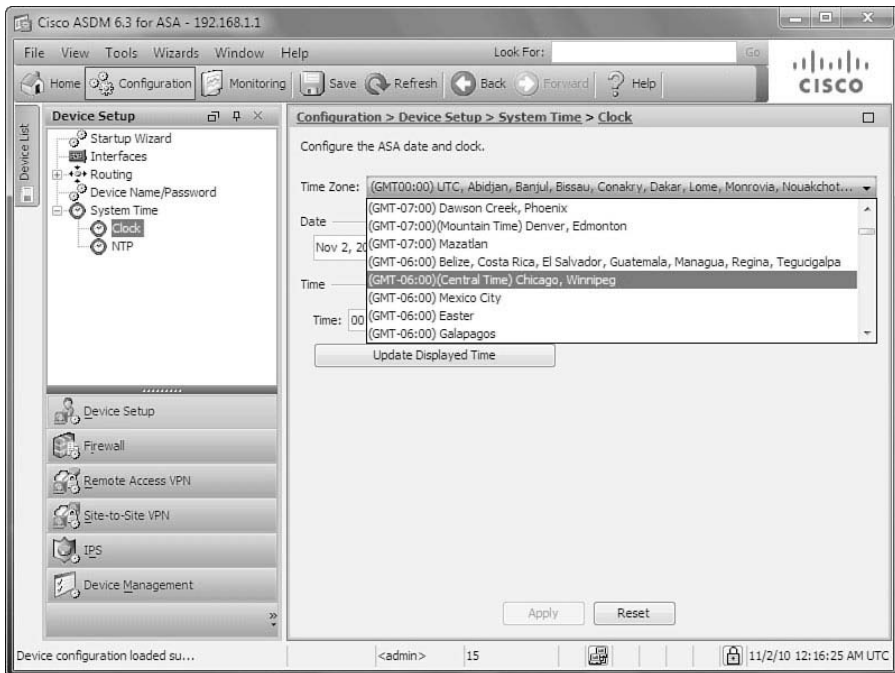 Cisco ASDM 6.3 for ASA - 192.168.1.1
File View Tools Wizards Window Help Look For: Go
Home Configuration Monitoring Save Refresh Back Forward Help
CISCO
Device List
Device Setup
Startup Wizard
Interfaces
Routing
Device Name/Password
System Time
Clock
NTP
Device Setup
Firewall
Remote Access VPN
Site-to-Site VPN
IPS
Device Management
Configuration > Device Setup > System Time > Clock
Configure the ASA date and clock.
Time Zone: (GMT00:00) UTC, Abidjan, Banjul, Bissau, Conakry, Dakar, Lome, Monrovia, Nouakchot...
(GMT-07:00) Dawson Creek, Phoenix
Date
(GMT-07:00)(Mountain Time) Denver, Edmonton
Nov 2, 20
(GMT-07:00) Mazatlan
(GMT-06:00) Belize, Costa Rica, El Salvador, Guatemala, Managua, Regina, Tegucigalpa
Time
(GMT-06:00)(Central Time) Chicago, Winnipeg
(GMT-06:00) Mexico City
Time: 00
(GMT-06:00) Easter
(GMT-06:00) Galapagos
Update Displayed Time
Apply Reset
Device configuration loaded su... <admin> 15 11/2/10 12:16:25 AM UTC